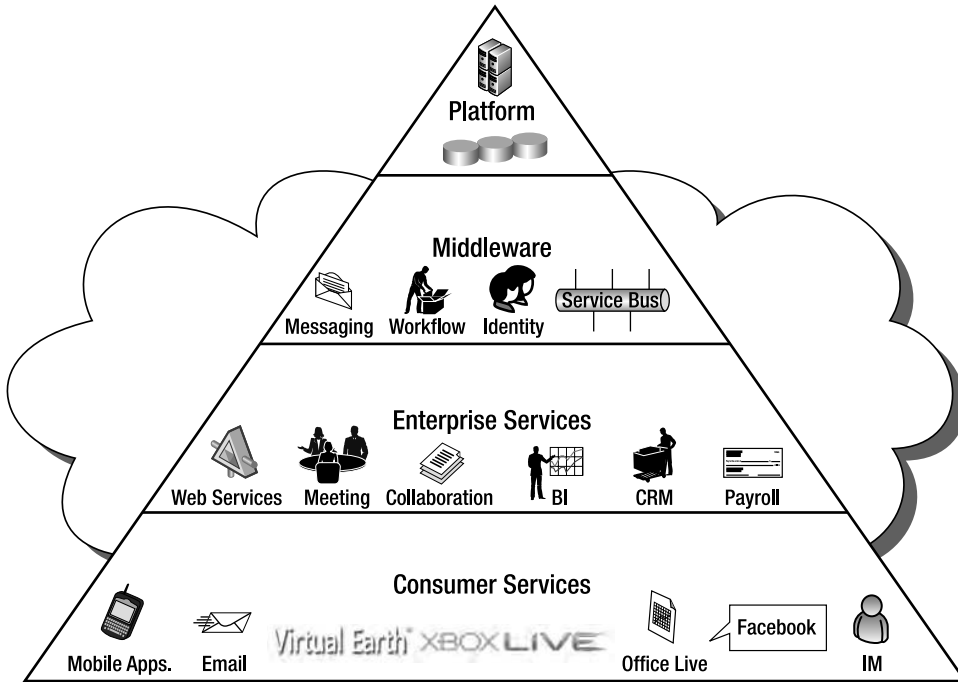 Platform
Middleware
Service Bus
Messaging Workflow Identity
Enterprise Services
Web Services Meeting Collaboration BI CRM Payroll
Consumer Services
Virtual Earth™ XBOX LIVE Facebook
Mobile Apps. Email Office Live IM